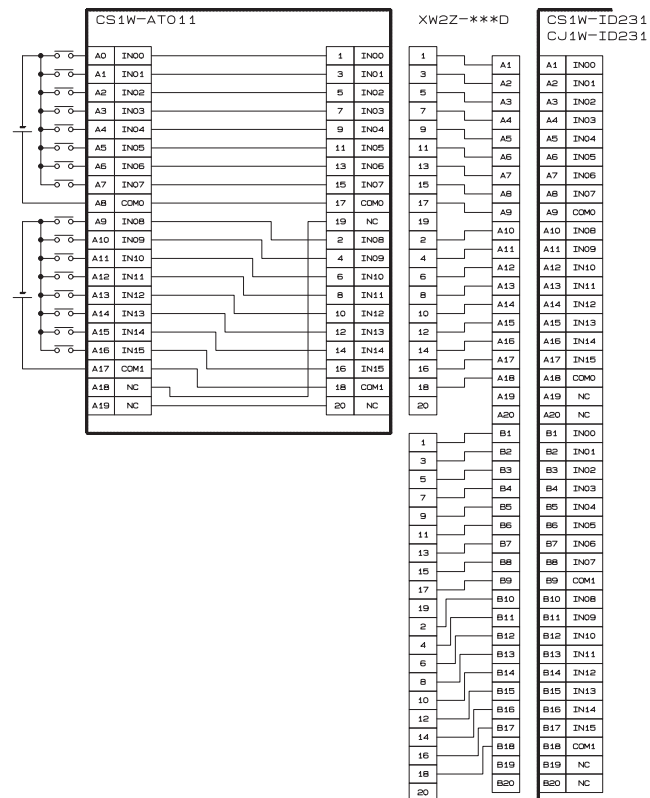 CS1W-AT011 XW2Z-***D CS1W-ID231
CJ1W-ID231
A0 IN00 1 IN00
A1 IN01 3 IN01
A2 IN02 5 IN02
A3 IN03 7 IN03
A4 IN04 9 IN04
A5 IN05 11 IN05
A6 IN06 13 IN06
A7 IN07 15 IN07
A8 COM0 17 COM0
A9 IN08 19 NC
A10 IN09 2 IN08
A11 IN10 4 IN09
A12 IN11 6 IN10
A13 IN12 8 IN11
A14 IN13 10 IN12
A15 IN14 12 IN13
A16 IN15 14 IN14
A17 COM1 16 IN15
A18 NC 18 COM1
A19 NC 20 NC
1
3
5
7
9
11
13
15
17
19
2
4
6
8
10
12
14
16
18
20
1
3
5
7
9
11
13
15
17
19
2
4
6
8
10
12
14
16
18
20
A1 A1 IN00
A2 A2 IN01
A3 A3 IN02
A4 A4 IN03
A5 A5 IN04
A6 A6 IN05
A7 A7 IN06
A8 A8 IN07
A9 A9 COM0
A10 A10 IN08
A11 A11 IN09
A12 A12 IN10
A13 A13 IN11
A14 A14 IN12
A15 A15 IN13
A16 A16 IN14
A17 A17 IN15
A18 A18 COM0
A19 A19 NC
A20 A20 NC
B1 B1 IN00
B2 B2 IN01
B3 B3 IN02
B4 B4 IN03
B5 B5 IN04
B6 B6 IN05
B7 B7 IN06
B8 B8 IN07
B9 B9 COM1
B10 B10 IN08
B11 B11 IN09
B12 B12 IN10
B13 B13 IN11
B14 B14 IN12
B15 B15 IN13
B16 B16 IN14
B17 B17 IN15
B18 B18 COM1
B19 B19 NC
B20 B20 NC